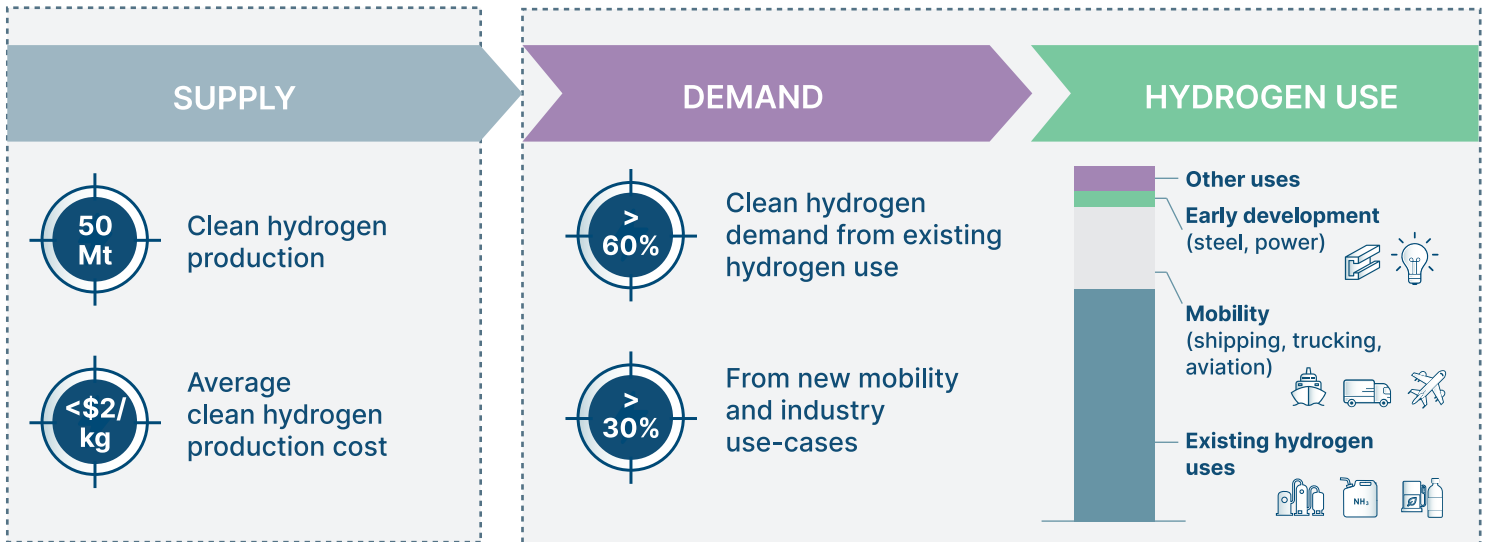 SUPPLY
50
Mt
Clean hydrogen
production
<$2/
kg
Average
clean hydrogen
production cost
DEMAND
>
60%
Clean hydrogen
demand from existing
hydrogen use
>
30%
From new mobility
and industry
use-cases
HYDROGEN USE
Other uses
Early development
(steel, power)
Mobility
(shipping, trucking,
aviation)
Existing hydrogen
uses
NH₃